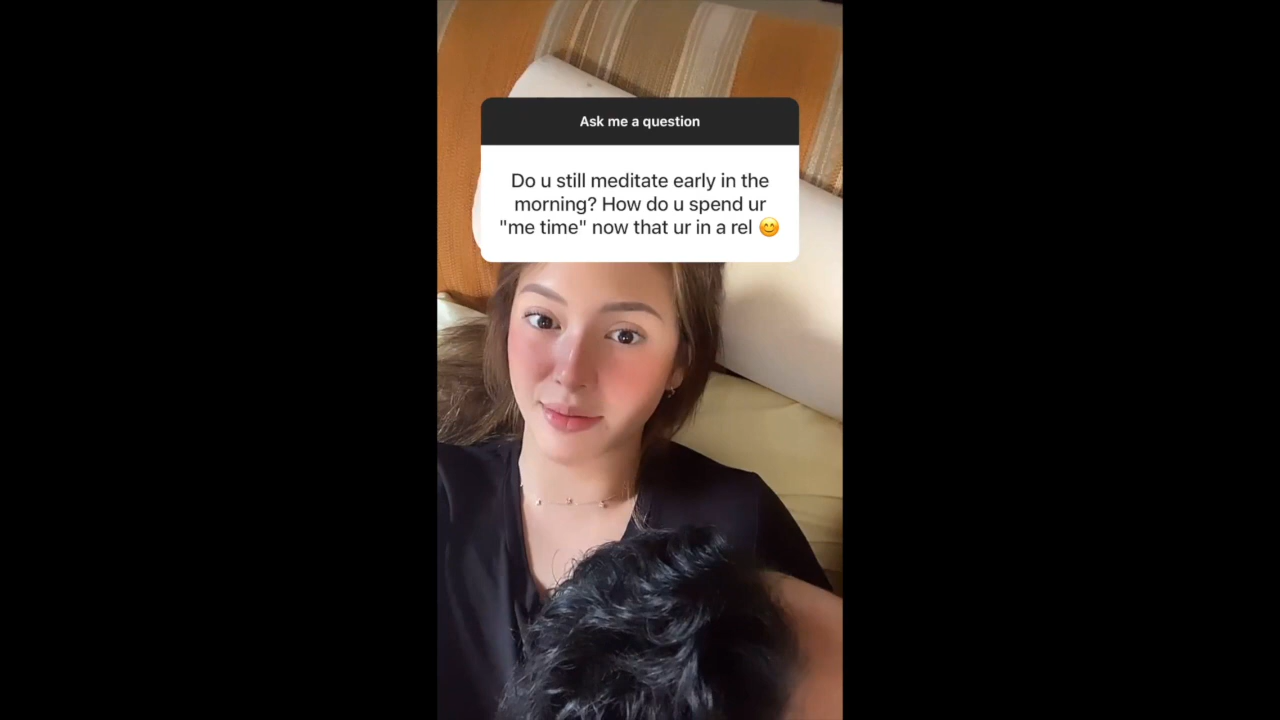 Ask me a question
Do u still meditate early in the
morning? How do u spend ur
"me time" now that ur in a rel 😊